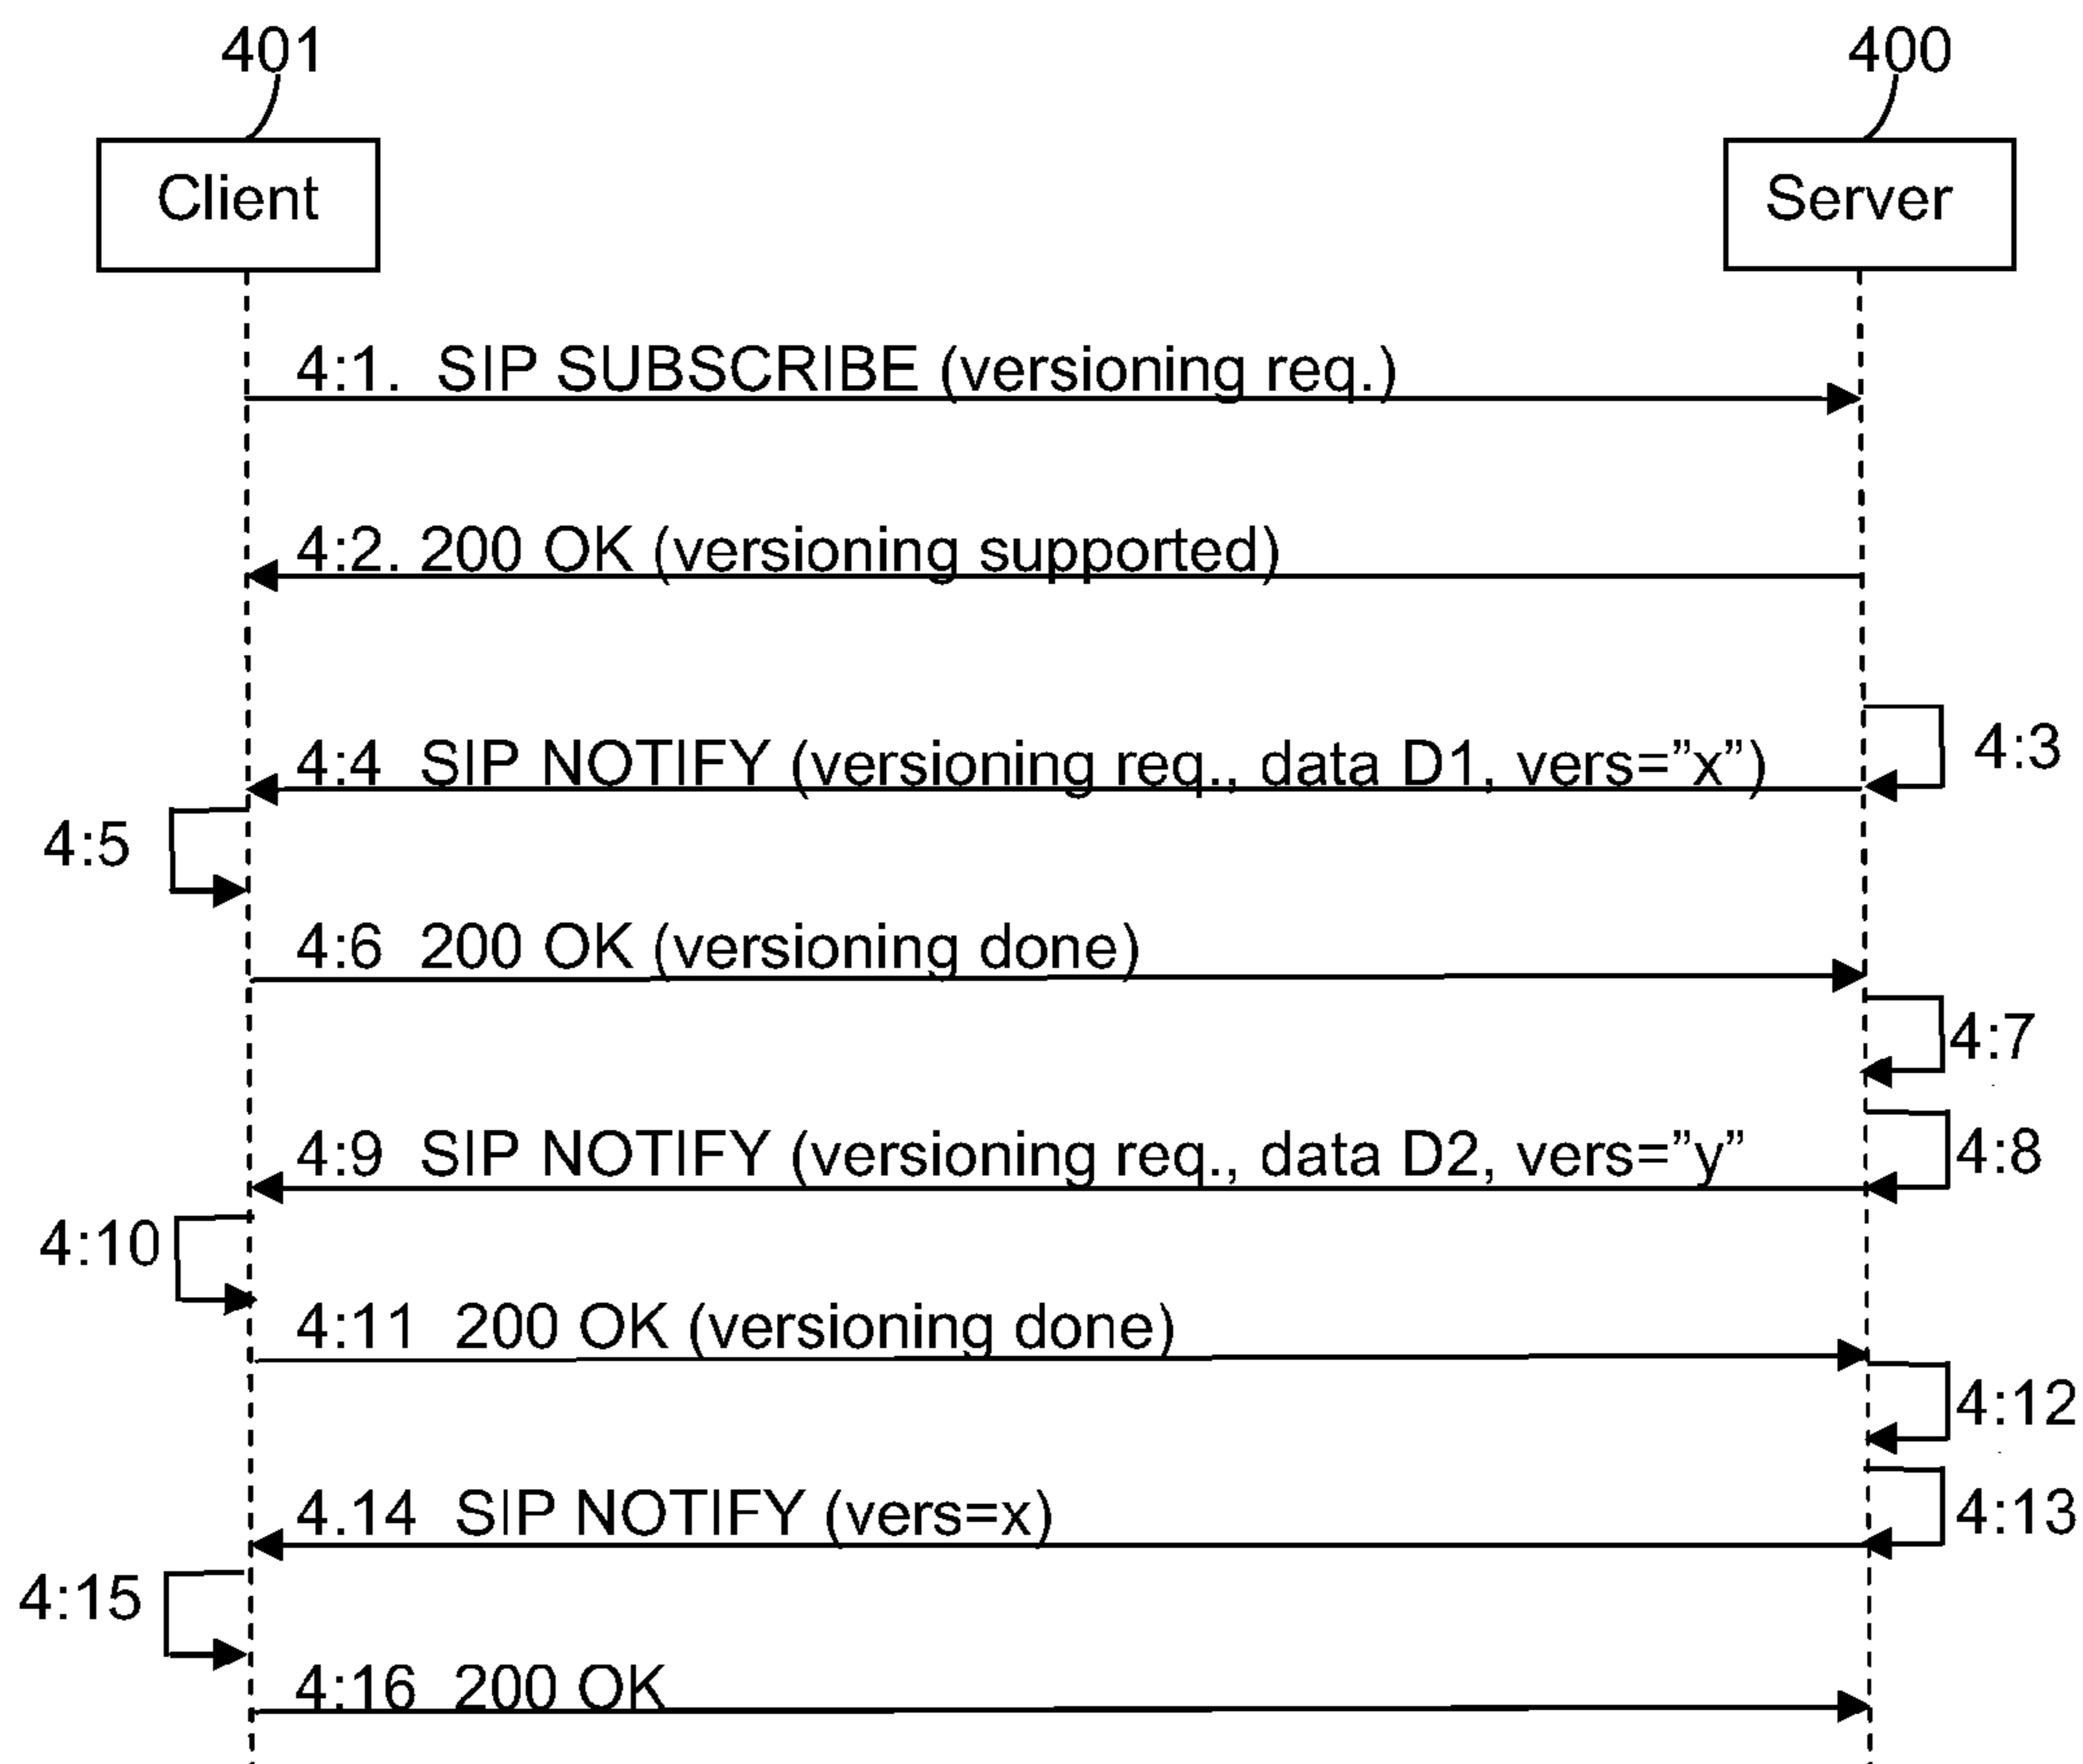 401
400
Client
Server
4:1. SIP SUBSCRIBE (versioning req.)
4:2. 200 OK (versioning supported)
4:3
4:4 SIP NOTIFY (versioning req., data D1, vers=”x”)
4:5
4:6 200 OK (versioning done)
4:7
4:9 SIP NOTIFY (versioning req., data D2, vers=”y”
4:8
4:10
4:11 200 OK (versioning done)
4:12
4.14 SIP NOTIFY (vers=x)
4:13
4:15
4:16 200 OK